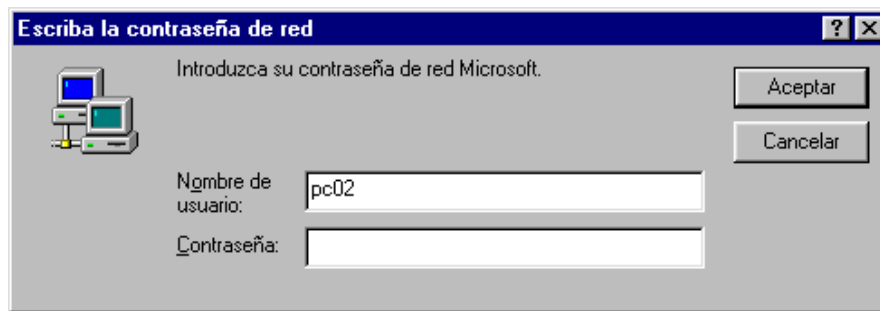 Escriba la contraseña de red
Introduzca su contraseña de red Microsoft.
Aceptar
Cancelar
Nombre de
usuario:
pc02
Contraseña: